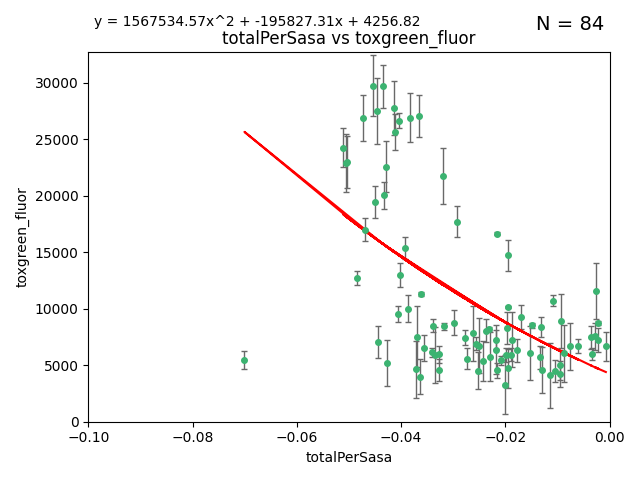 y = 1567534.57x^2 + -195827.31x + 4256.82
N = 84
totalPerSasa vs toxgreen_fluor
toxgreen_fluor
30000
25000
20000
15000
10000
5000
0
−0.10
−0.08
−0.06
−0.04
−0.02
0.00
totalPerSasa